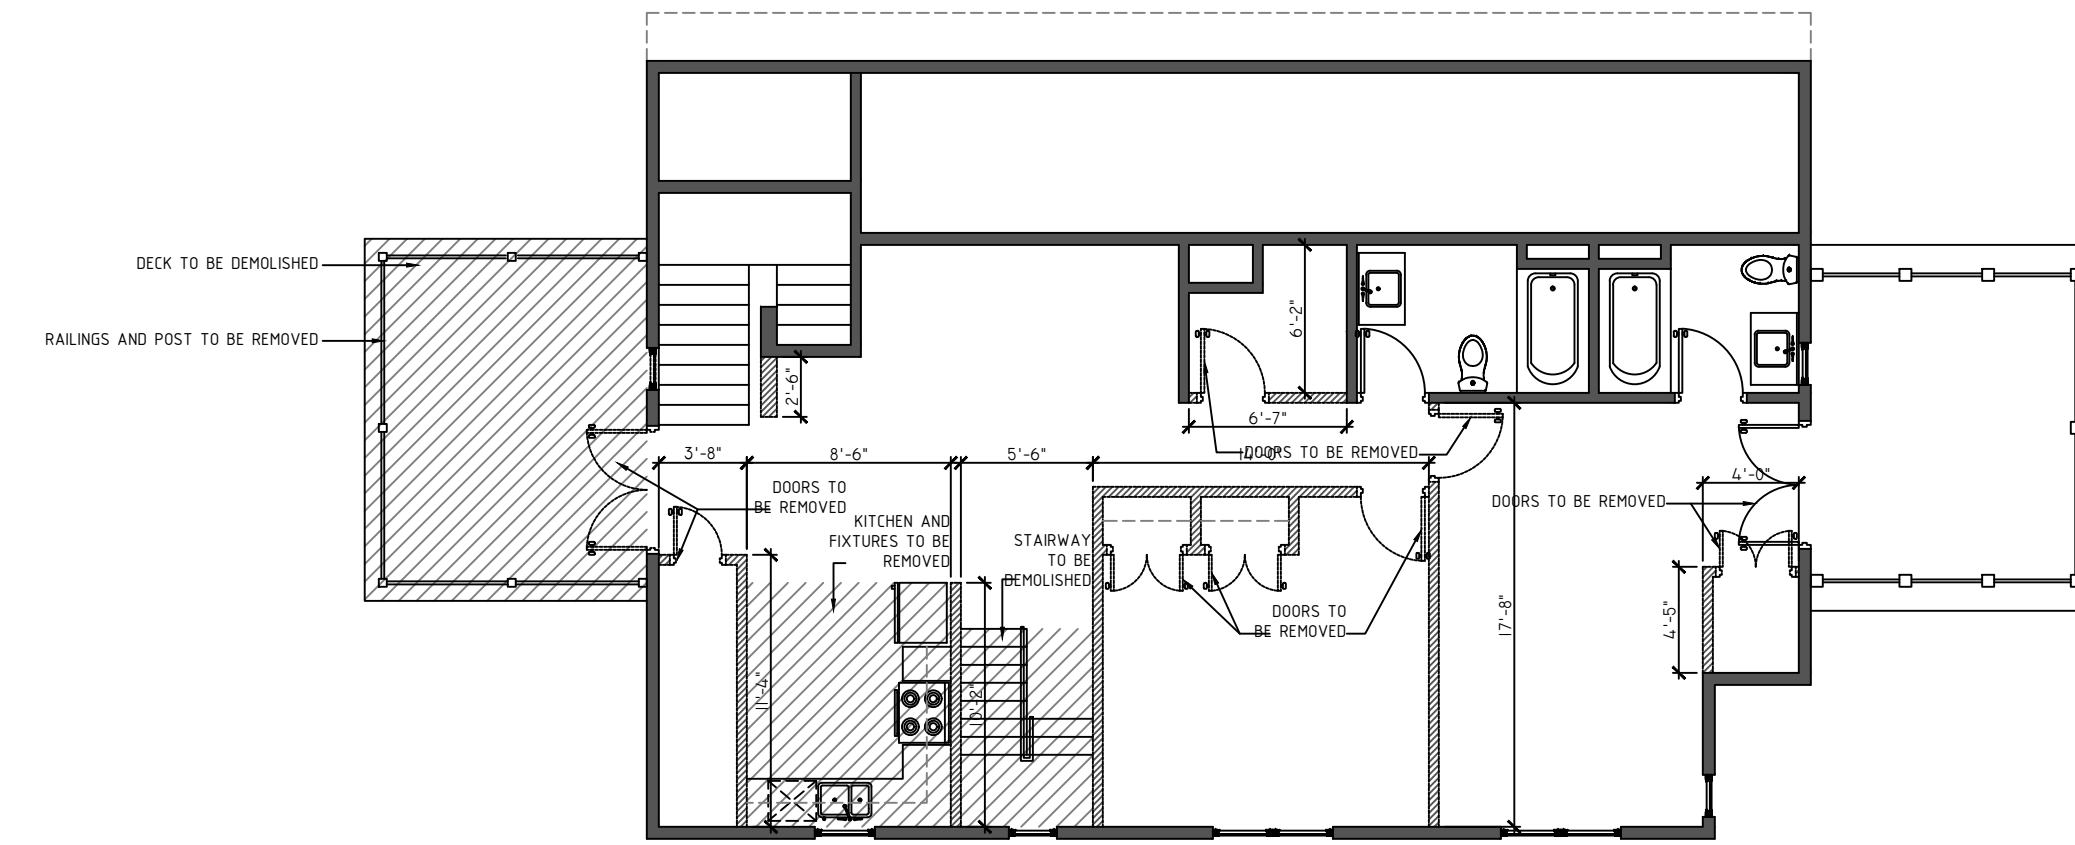 DECK TO BE DEMOLISHED
RAILINGS AND POST TO BE REMOVED
6'-2"
2'-6"
6'-7"
DOORS TO BE REMOVED
3'-8"
8'-6"
5'-6"
14'-0"
4'-0"
DOORS TO
BE REMOVED
DOORS TO BE REMOVED
KITCHEN AND
FIXTURES TO BE
REMOVED
STAIRWAY
TO BE
DEMOLISHED
DOORS TO
BE REMOVED
17'-8"
4'-5"
11'-4"
10'-2"